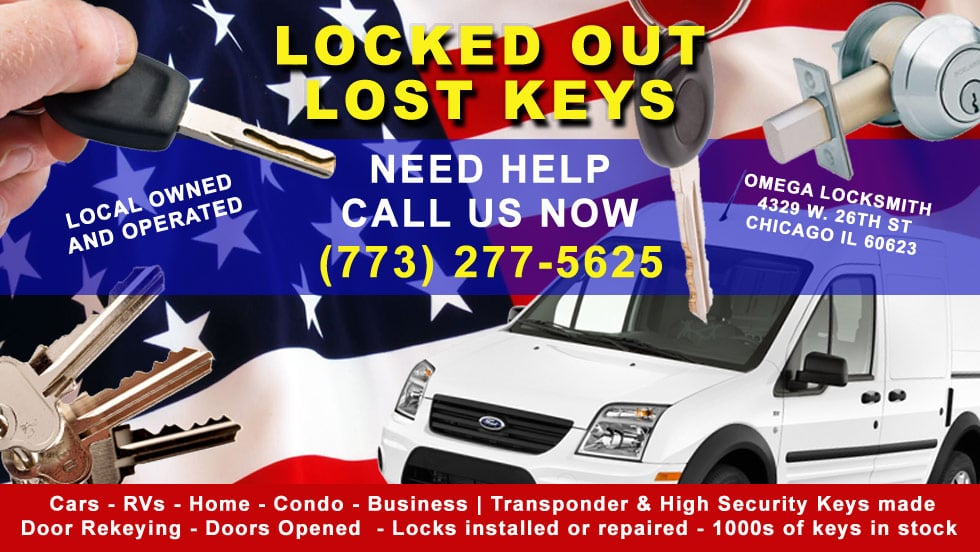 LOCKED OUT
LOST KEYS
NEED HELP
CALL US NOW
(773) 277-5625
LOCAL OWNED
AND OPERATED
OMEGA LOCKSMITH
4329 W. 26TH ST
CHICAGO IL 60623
Ford
Cars - RVs - Home - Condo - Business | Transponder & High Security Keys made
Door Rekeying - Doors Opened - Locks installed or repaired - 1000s of keys in stock